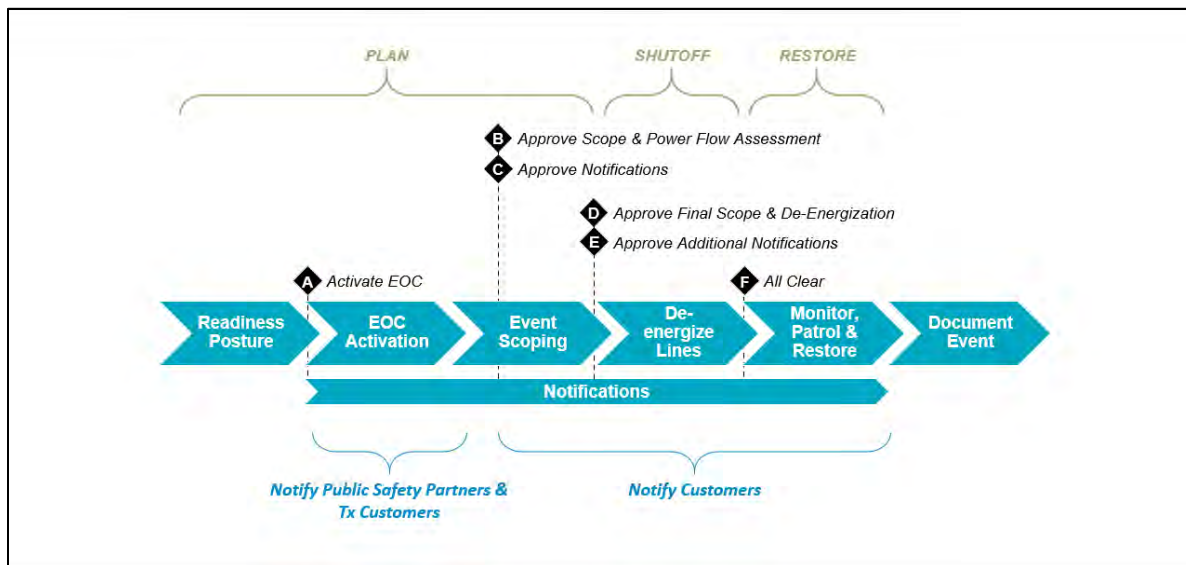 PLAN
SHUTOFF
RESTORE
B Approve Scope & Power Flow Assessment
C Approve Notifications
D Approve Final Scope & De-Energization
E Approve Additional Notifications
A Activate EOC
F All Clear
Readiness
Posture
EOC
Activation
Event
Scoping
De-
energize
Lines
Monitor,
Patrol &
Restore
Document
Event
Notifications
Notify Public Safety Partners &
Tx Customers
Notify Customers